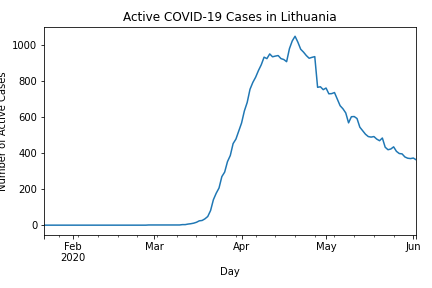 Active COVID-19 Cases in Lithuania
Number of Active Cases
1000
800
600
400
200
0
Feb
2020
Mar
Apr
May
Jun
Day